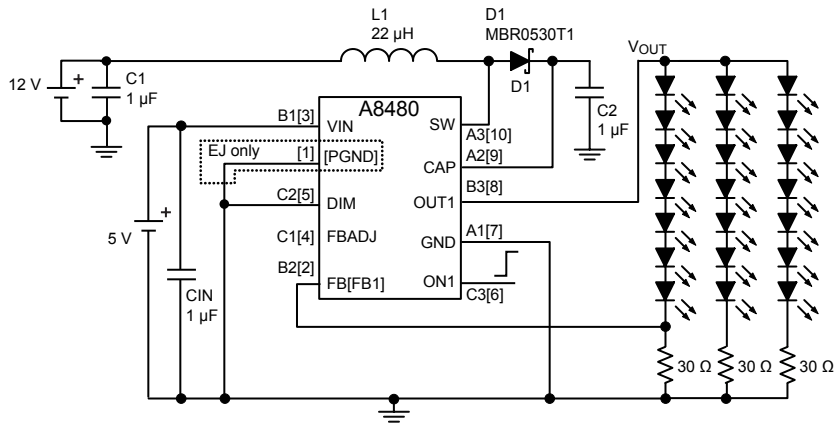 L1
22 µH
D1
MBR0530T1
D1
VOUT
12 V
+
C1
1 µF
C2
1 µF
A8480
B1[3]
VIN
SW
A3[10]
EJ only
[1]
[PGND]
CAP
A2[9]
C2[5]
DIM
OUT1
B3[8]
5 V
+
C1[4]
FBADJ
GND
A1[7]
B2[2]
FB[FB1]
ON1
C3[6]
CIN
1 µF
30 Ω
30 Ω
30 Ω